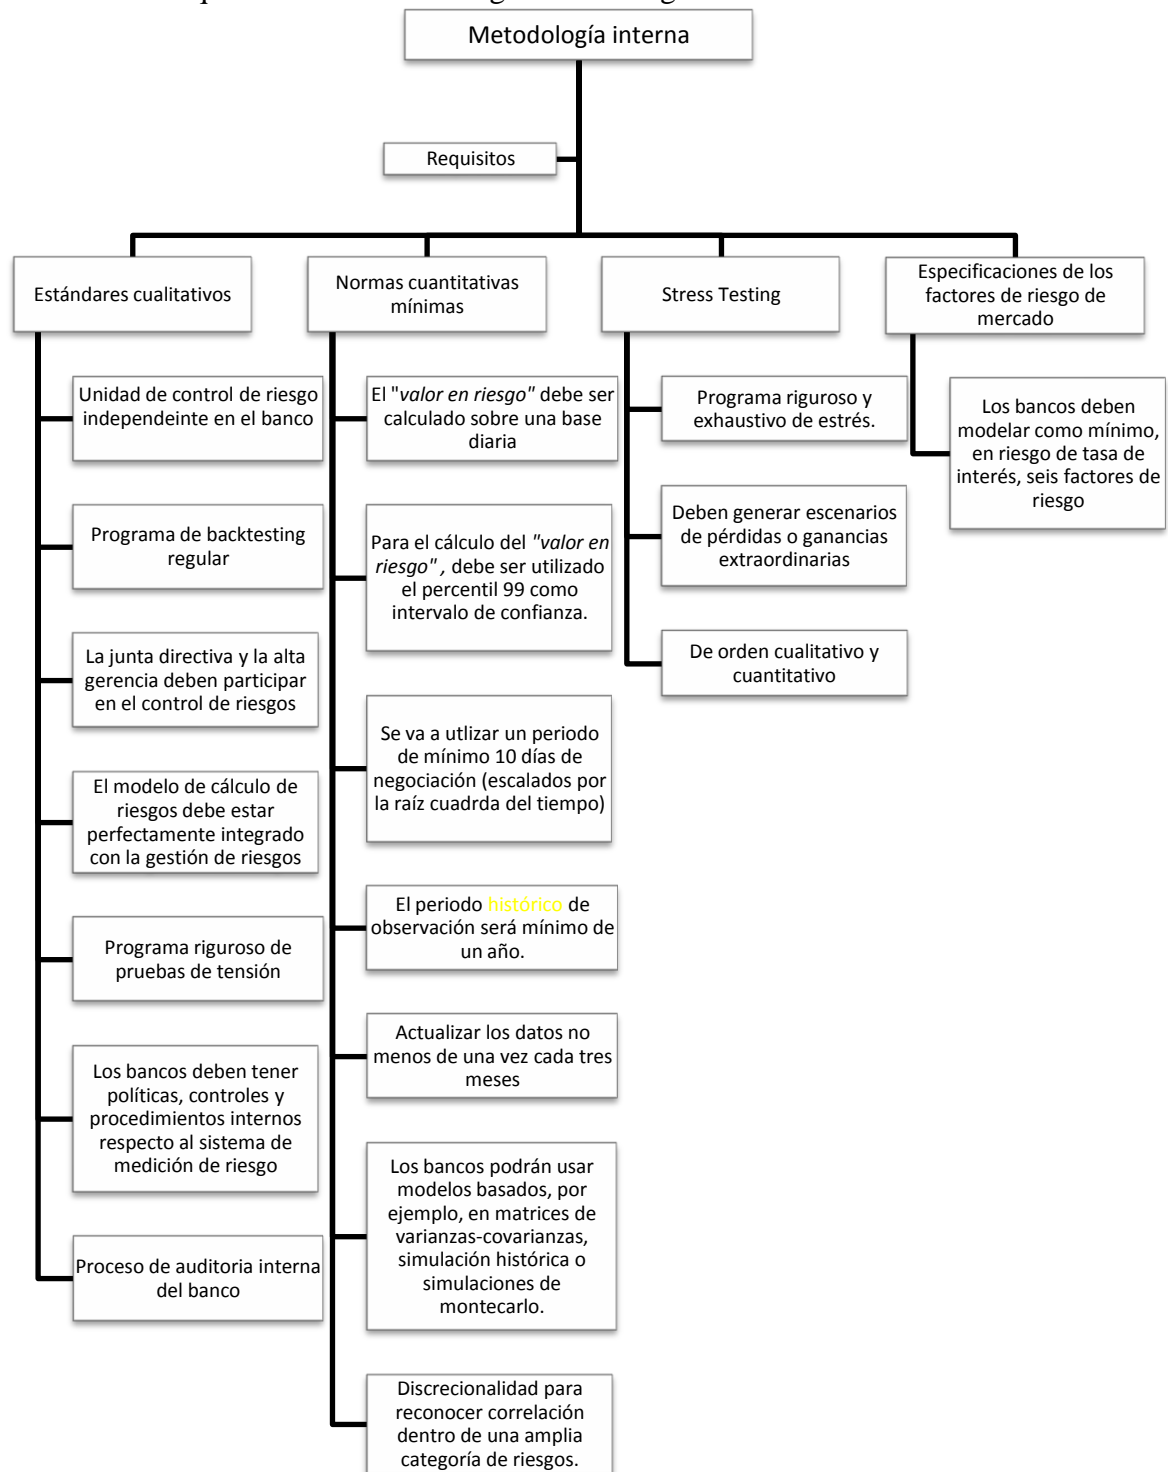 Metodología interna
Requisitos
Estándares cualitativos
Unidad de control de riesgo
independeinte en el banco
Programa de backtesting
regular
La junta directiva y la alta
gerencia deben participar
en el control de riesgos
El modelo de cálculo de
riesgos debe estar
perfectamente integrado
con la gestión de riesgos
Programa riguroso de
pruebas de tensión
Los bancos deben tener
políticas, controles y
procedimientos internos
respecto al sistema de
medición de riesgo
Proceso de auditoria interna
del banco
Normas cuantitativas
mínimas
El "valor en riesgo" debe ser
calculado sobre una base
diaria
Para el cálculo del "valor en
riesgo" , debe ser utilizado
el percentil 99 como
intervalo de confianza.
Se va a utlizar un periodo
de mínimo 10 días de
negociación (escalados por
la raíz cuadrda del tiempo)
El periodo histórico de
observación será mínimo de
un año.
Actualizar los datos no
menos de una vez cada tres
meses
Los bancos podrán usar
modelos basados, por
ejemplo, en matrices de
varianzas-covarianzas,
simulación histórica o
simulaciones de
montecarlo.
Discrecionalidad para
reconocer correlación
dentro de una amplia
categoría de riesgos.
Stress Testing
Programa riguroso y
exhaustivo de estrés.
Deben generar escenarios
de pérdidas o ganancias
extraordinarias
De orden cualitativo y
cuantitativo
Especificaciones de los
factores de riesgo de
mercado
Los bancos deben
modelar como mínimo,
en riesgo de tasa de
interés, seis factores de
riesgo